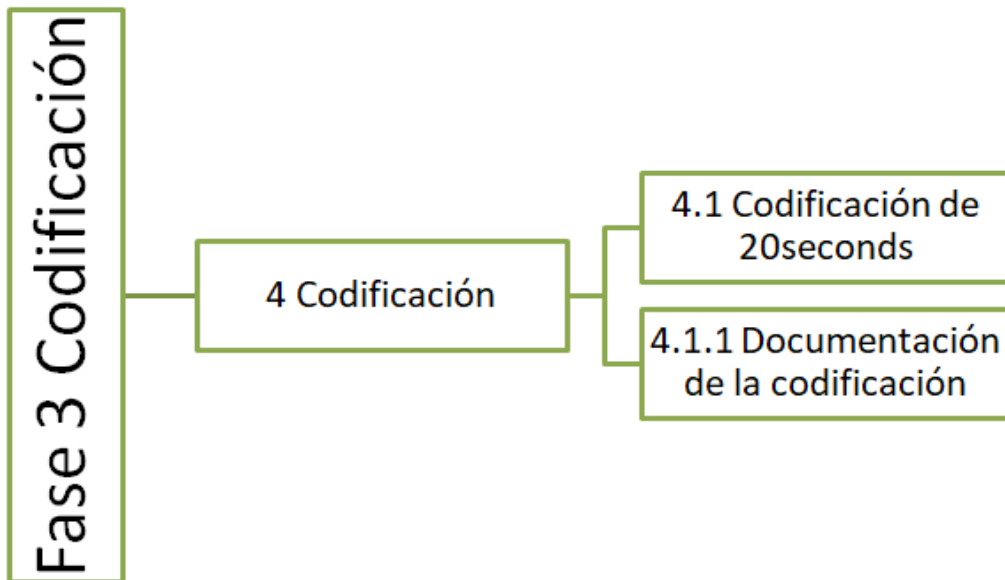 Fase 3 Codificación
4 Codificación
4.1 Codificación de
20seconds
4.1.1 Documentación
de la codificación